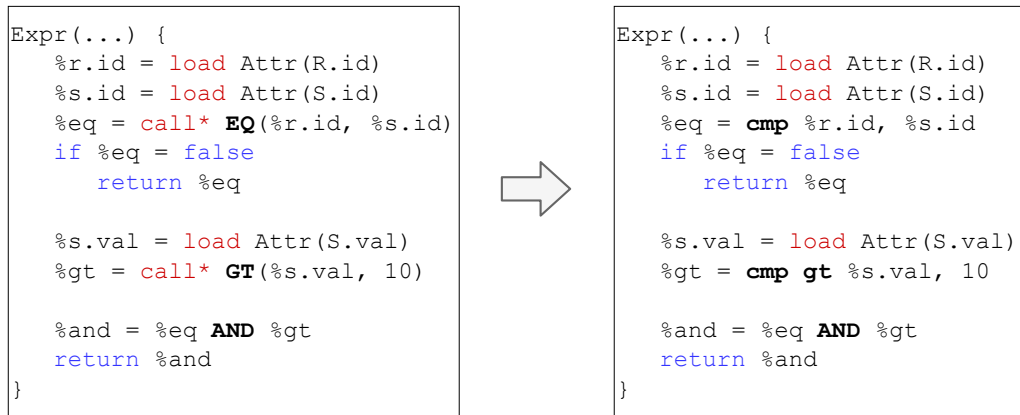 Expr(...) {
%r.id = load Attr(R.id)
%s.id = load Attr(S.id)
%eq = call* EQ(%r.id, %s.id)
if %eq = false
return %eq
%s.val = load Attr(S.val)
%gt = call* GT(%s.val, 10)
%and = %eq AND %gt
return %and
}
Expr(...) {
%r.id = load Attr(R.id)
%s.id = load Attr(S.id)
%eq = cmp %r.id, %s.id
if %eq = false
return %eq
%s.val = load Attr(S.val)
%gt = cmp gt %s.val, 10
%and = %eq AND %gt
return %and
}